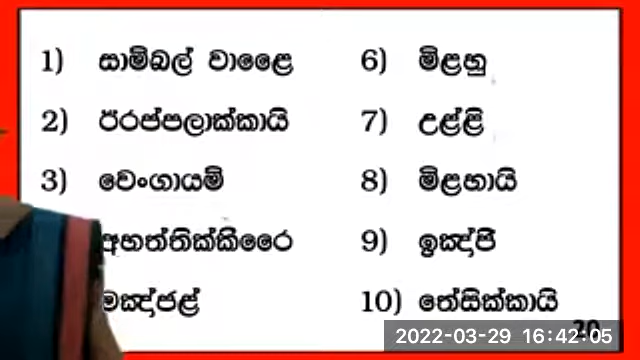 1) සාම්බල් වාළෛ
2) ඊරප්පලාක්කායි
3) වෙංගායම්
අහත්තික්කීරෛ
මඤ්ජළ්
6) මිළහු
7) උළ්ළි
8) මිළහායි
9) ඉඤ්ජි
10) තේසික්කායි
20
2022-03-29 16:42:05